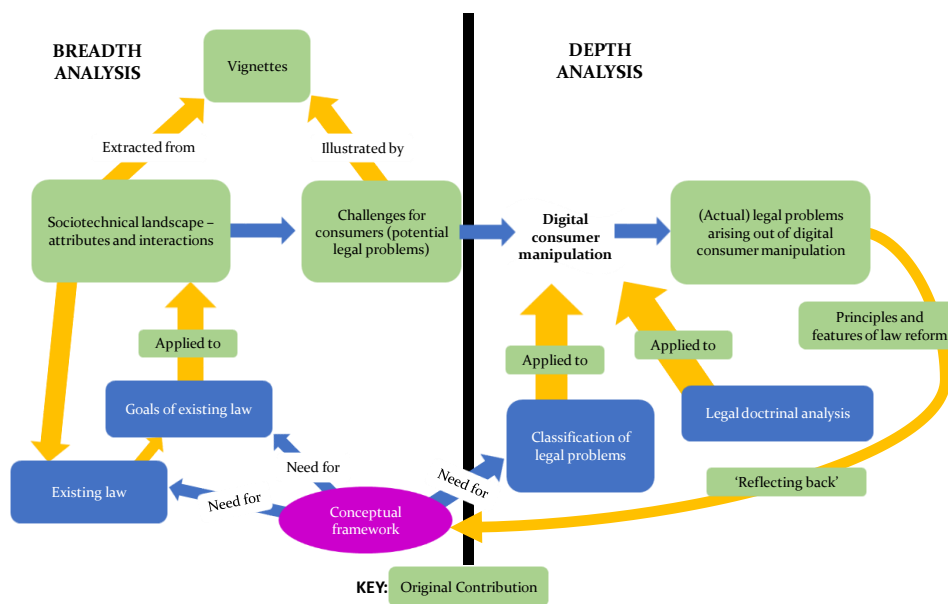 BREADTH
ANALYSIS
Vignettes
Extracted from
Illustrated by
Sociotechnical landscape –
attributes and interactions
Challenges for
consumers (potential
legal problems)
Applied to
Goals of existing law
Existing law
Need for
Need for
Conceptual
framework
DEPTH
ANALYSIS
Digital
consumer
manipulation
(Actual) legal problems
arising out of digital
consumer manipulation
Principles and
features of law reform
Applied to
Applied to
Classification of
legal problems
Legal doctrinal analysis
Need for
‘Reflecting back’
KEY: Original Contribution